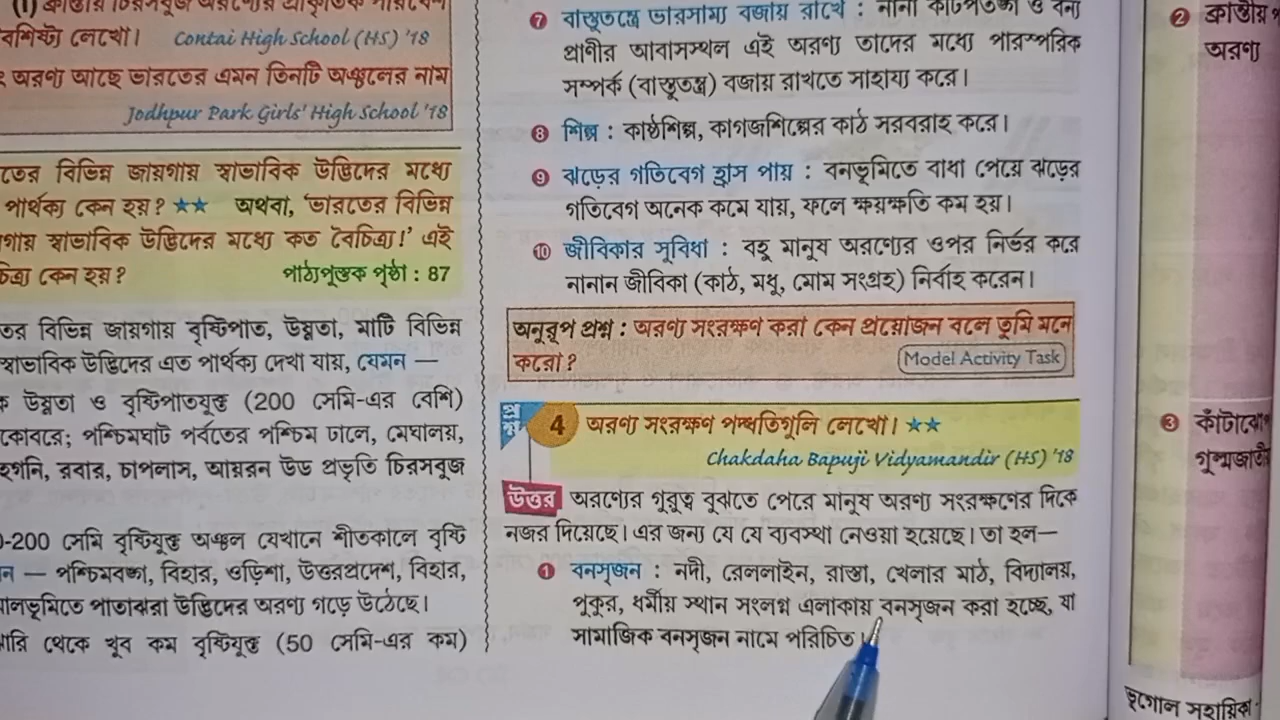 (i) ক্রান্তীয় চিরসবুজ অরণ্যের
বৈশিষ্ট্য লেখো। Contai High School (HS) '18
অরণ্য আছে ভারতের এমন তিনটি অঞ্চলের নাম
Jodhpur Park Girls' High School '18
বিভিন্ন জায়গায় স্বাভাবিক উদ্ভিদের মধ্যে
পার্থক্য কেন হয়? ★★ অথবা, 'ভারতের বিভিন্ন
স্বাভাবিক উদ্ভিদের মধ্যে কত বৈচিত্র্য!' এই
কেন হয়? পাঠ্যপুস্তক পৃষ্ঠা : 87
বিভিন্ন জায়গায় বৃষ্টিপাত, উষ্ণতা, মাটি বিভিন্ন
স্বাভাবিক উদ্ভিদের এত পার্থক্য দেখা যায়, যেমন —
উষ্ণতা ও বৃষ্টিপাতযুক্ত (200 সেমি-এর বেশি)
পশ্চিমঘাট পর্বতের পশ্চিম ঢালে, মেঘালয়,
রবার, চাপলাস, আয়রন উড প্রভৃতি চিরসবুজ
-200 সেমি বৃষ্টিযুক্ত অঞ্চল যেখানে শীতকালে বৃষ্টি
— পশ্চিমবঙ্গ, বিহার, ওড়িশা, উত্তরপ্রদেশ, বিহার,
পাতাঝরা উদ্ভিদের অরণ্য গড়ে উঠেছে।
থেকে খুব কম বৃষ্টিযুক্ত (50 সেমি-এর কম)
7 বাস্তুতন্ত্রে ভারসাম্য বজায় রাখে : নানা কীটপতঙ্গ ও বন্য
প্রাণীর আবাসস্থল এই অরণ্য তাদের মধ্যে পারস্পরিক
সম্পর্ক (বাস্তুতন্ত্র) বজায় রাখতে সাহায্য করে।
8 শিল্প : কাষ্ঠশিল্প, কাগজশিল্পের কাঠ সরবরাহ করে।
9 ঝড়ের গতিবেগ হ্রাস পায় : বনভূমিতে বাধা পেয়ে ঝড়ের
গতিবেগ অনেক কমে যায়, ফলে ক্ষয়ক্ষতি কম হয়।
10 জীবিকার সুবিধা : বহু মানুষ অরণ্যের ওপর নির্ভর করে
নানান জীবিকা (কাঠ, মধু, মোম সংগ্রহ) নির্বাহ করেন।
অনুরূপ প্রশ্ন : অরণ্য সংরক্ষণ করা কেন প্রয়োজন বলে তুমি মনে
করো? Model Activity Task
প্রশ্ন 4 অরণ্য সংরক্ষণ পদ্ধতিগুলি লেখো। ★★
Chakdaha Bapuji Vidyamandir (HS) '18
উত্তর অরণ্যের গুরুত্ব বুঝতে পেরে মানুষ অরণ্য সংরক্ষণের দিকে
নজর দিয়েছে। এর জন্য যে যে ব্যবস্থা নেওয়া হয়েছে। তা হল—
1 বনসৃজন : নদী, রেললাইন, রাস্তা, খেলার মাঠ, বিদ্যালয়,
পুকুর, ধর্মীয় স্থান সংলগ্ন এলাকায় বনসৃজন করা হচ্ছে, যা
সামাজিক বনসৃজন নামে পরিচিত।
2 ক্রান্তীয়
অরণ্য
3 কাঁটাঝোপ
ভূগোল সহায়িকা